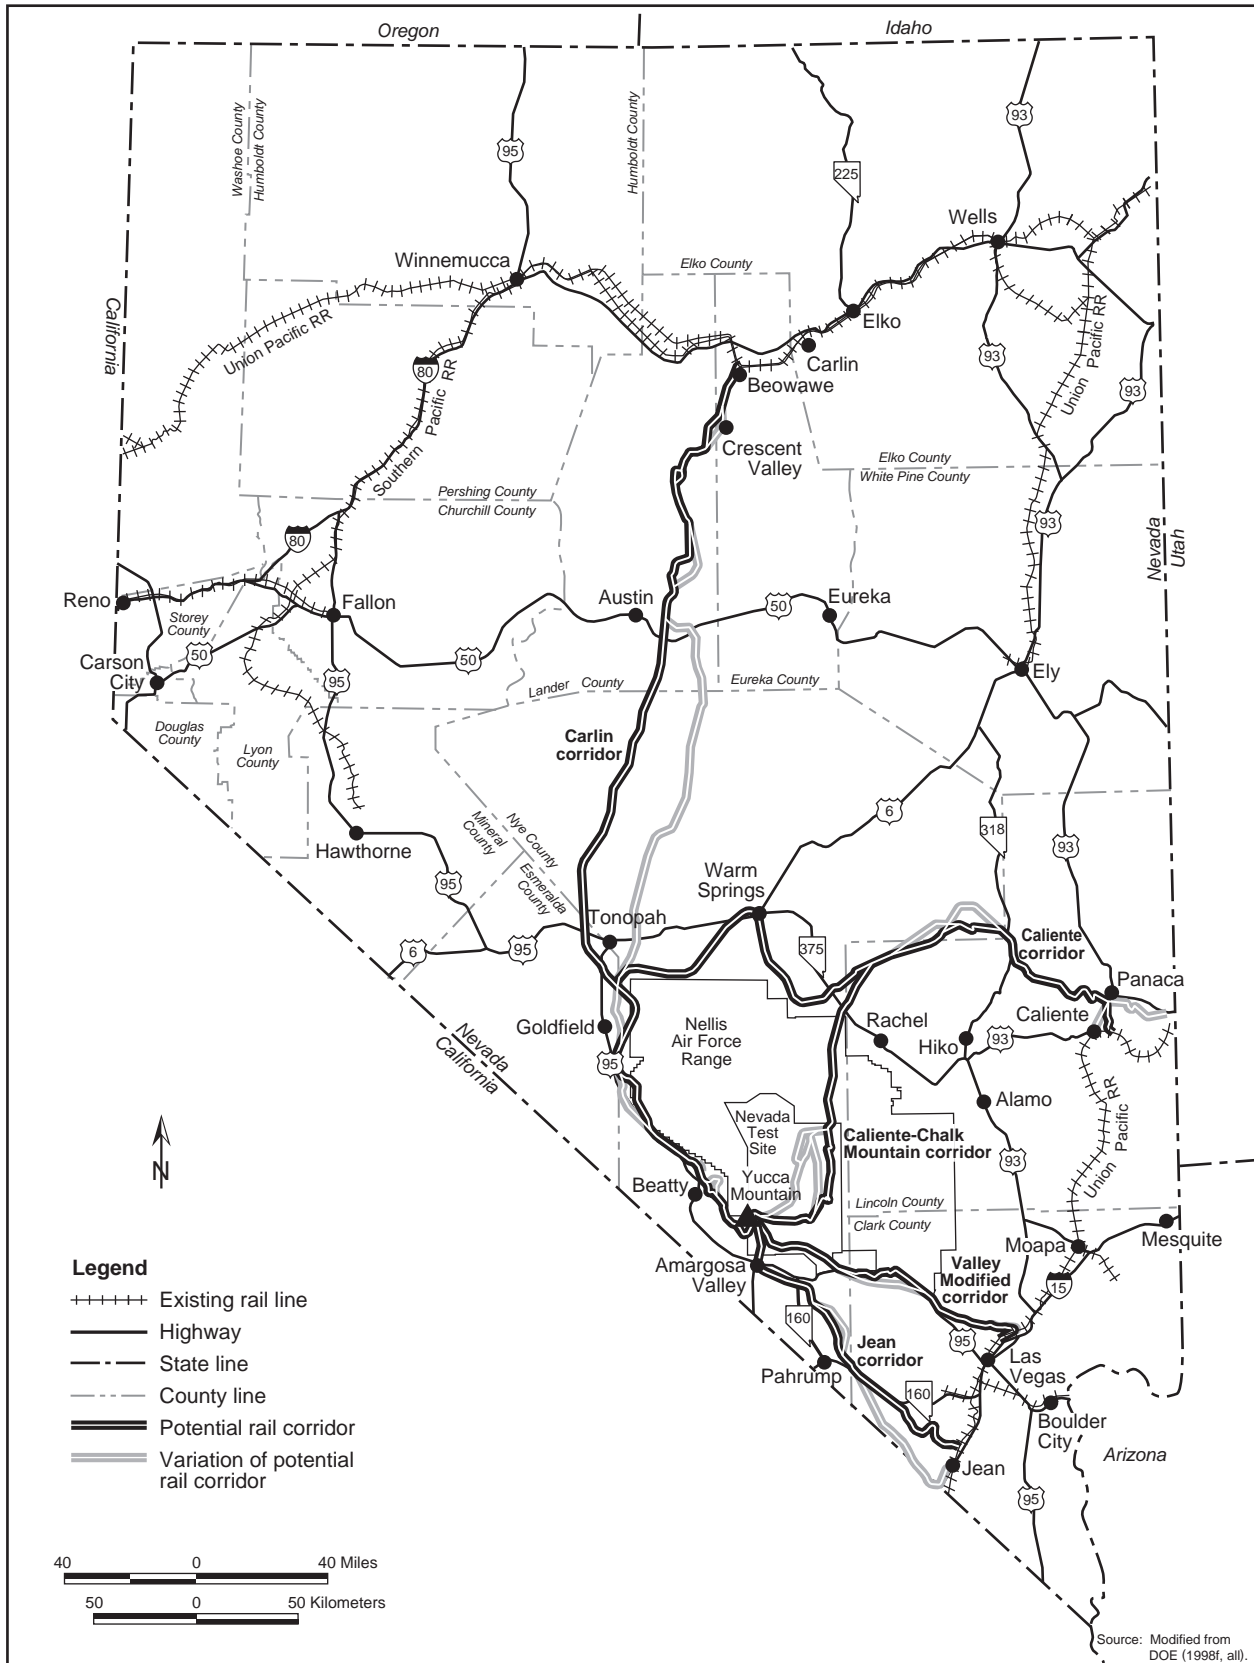 Oregon
Idaho
Washoe County
Humboldt County
Humboldt County
95
225
93
Wells
Winnemucca
Elko County
California
Union Pacific RR
Elko
Carlin
Beowawe
80
Southern Pacific RR
93
Union Pacific RR
93
Crescent
Valley
Elko County
White Pine County
Pershing County
Churchill County
80
93
Nevada
Utah
Reno
Fallon
Austin
50
Eureka
Storey
County
50
50
Carson
City
95
Ely
Lander County
Eureka County
Douglas
County
Lyon
County
Carlin
corridor
6
Mineral
County
Nye County
Esmeralda
County
318
93
Hawthorne
95
Warm
Springs
Tonopah
6
95
375
Caliente
corridor
Panaca
Caliente
Goldfield
Nevada
California
Nellis
Air Force
Range
Rachel
Hiko
93
95
Alamo
Nevada
Test
Site
Caliente-Chalk
Mountain corridor
93
Union Pacific RR
N
Beatty
Yucca
Mountain
Lincoln County
Clark County
Moapa
Mesquite
Amargosa
Valley
Valley
Modified
corridor
15
160
95
Jean
corridor
Las
Vegas
Pahrump
160
Boulder
City
Arizona
Jean
95
Legend
Existing rail line
Highway
State line
County line
Potential rail corridor
Variation of potential
rail corridor
40 0 40 Miles
50 0 50 Kilometers
Source: Modified from
DOE (1998f, all).